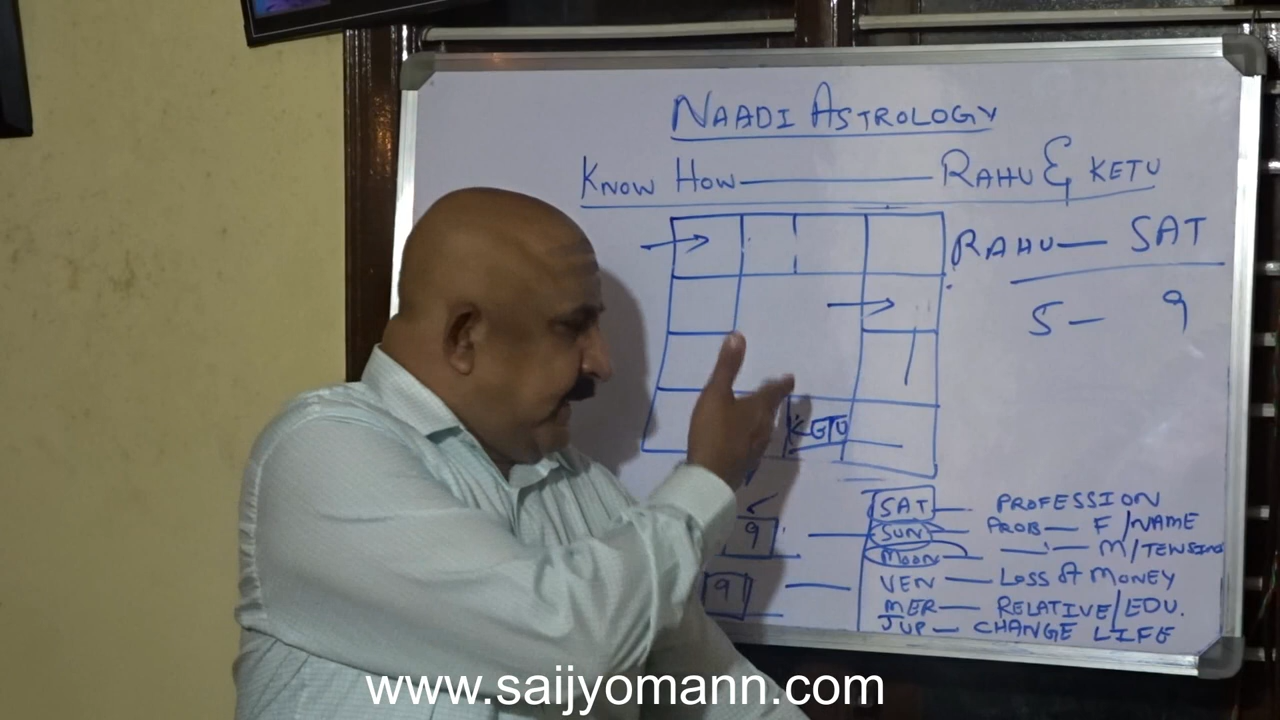 NAADI ASTROLOGY
KNOW HOW — RAHU & KETU
RAHU — SAT
5 — 9
KETU
9
9
SAT — PROFESSION
SUN — PROB — F/NAME
MOON — " — M/TENSION
VEN — LOSS OF MONEY
MER — RELATIVE/EDU.
JUP — CHANGE LIFE
www.saijyomann.com